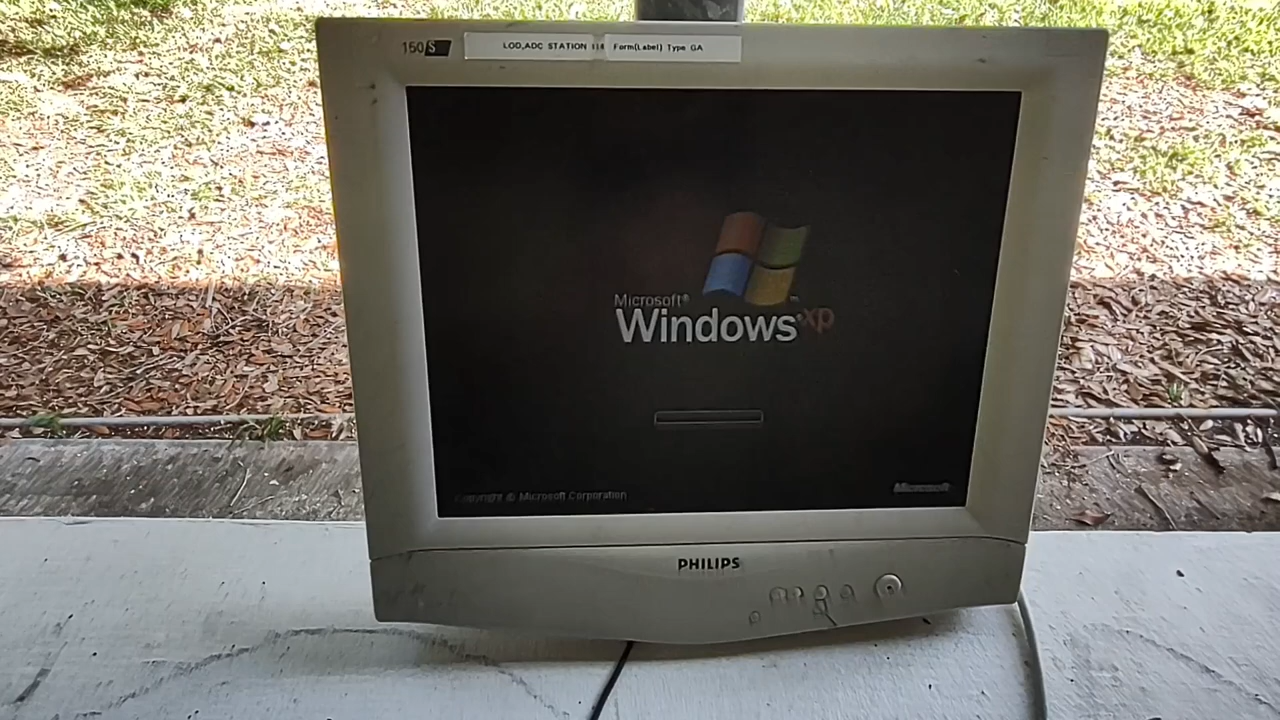 150S
LOD,ADC STATION
Form(Label) Type GA
Microsoft®
Windows xp
Copyright © Microsoft Corporation
Microsoft
PHILIPS